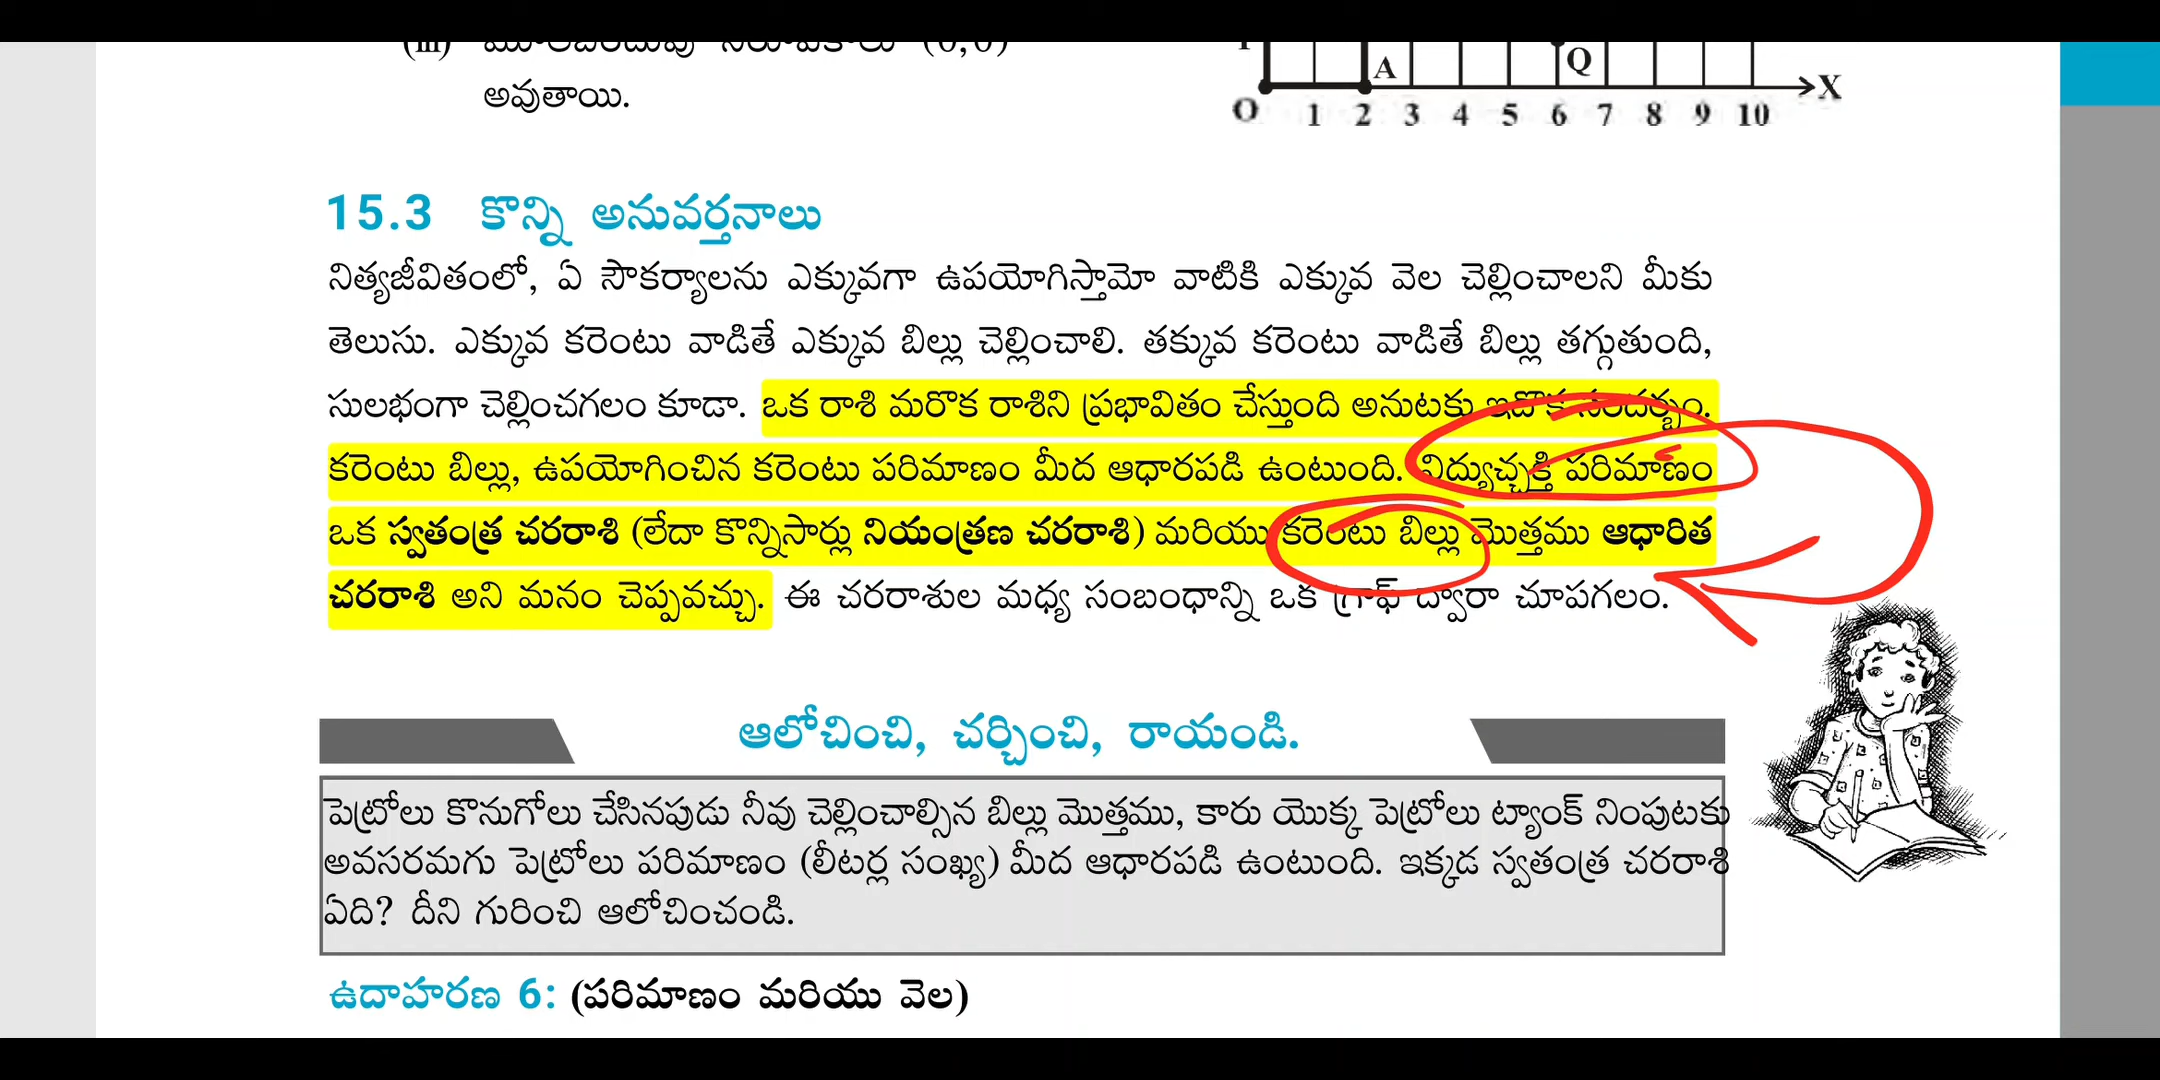 (iii)
అవుతాయి.
A Q X
O 1 2 3 4 5 6 7 8 9 10
15.3 కొన్ని అనువర్తనాలు
నిత్యజీవితంలో, ఏ సౌకర్యాలను ఎక్కువగా ఉపయోగిస్తామో వాటికి ఎక్కువ వెల చెల్లించాలని మీకు
తెలుసు. ఎక్కువ కరెంటు వాడితే ఎక్కువ బిల్లు చెల్లించాలి. తక్కువ కరెంటు వాడితే బిల్లు తగ్గుతుంది,
సులభంగా చెల్లించగలం కూడా. ఒక రాశి మరొక రాశిని ప్రభావితం చేస్తుంది అనుటకు ఇదొక సందర్భం.
కరెంటు బిల్లు, ఉపయోగించిన కరెంటు పరిమాణం మీద ఆధారపడి ఉంటుంది. విద్యుచ్ఛక్తి పరిమాణం
ఒక స్వతంత్ర చరరాశి (లేదా కొన్నిసార్లు నియంత్రణ చరరాశి) మరియు కరెంటు బిల్లు మొత్తము ఆధారిత
చరరాశి అని మనం చెప్పవచ్చు. ఈ చరరాశుల మధ్య సంబంధాన్ని ఒక గ్రాఫ్ ద్వారా చూపగలం.
ఆలోచించి, చర్చించి, రాయండి.
పెట్రోలు కొనుగోలు చేసినపుడు నీవు చెల్లించాల్సిన బిల్లు మొత్తము, కారు యొక్క పెట్రోలు ట్యాంక్ నింపుటకు
అవసరమగు పెట్రోలు పరిమాణం (లీటర్ల సంఖ్య) మీద ఆధారపడి ఉంటుంది. ఇక్కడ స్వతంత్ర చరరాశి
ఏది? దీని గురించి ఆలోచించండి.
ఉదాహరణ 6: (పరిమాణం మరియు వెల)